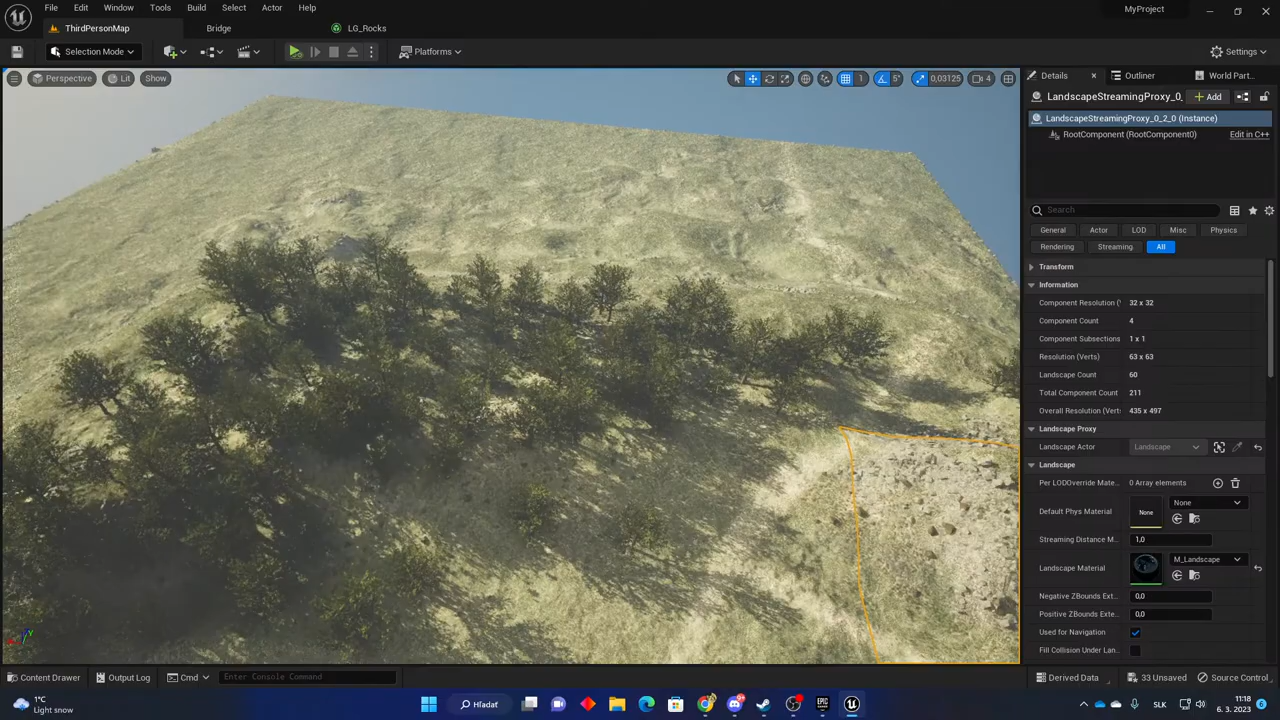 File Edit Window Tools Build Select Actor Help
MyProject
ThirdPersonMap Bridge LG_Rocks
Selection Mode Platforms Settings
Perspective Lit Show 1 5° 0,03125 4
Details Outliner World Part...
LandscapeStreamingProxy_0_ Add
LandscapeStreamingProxy_0_2_0 (Instance)
RootComponent (RootComponent0) Edit in C++
Search
General Actor LOD Misc Physics
Rendering Streaming All
Transform
Information
Component Resolution ( 32 x 32
Component Count 4
Component Subsections 1 x 1
Resolution (Verts) 63 x 63
Landscape Count 60
Total Component Count 211
Overall Resolution (Vert 435 x 497
Landscape Proxy
Landscape Actor Landscape
Landscape
Per LODOverride Mate... 0 Array elements
None
Default Phys Material None
Streaming Distance M... 1,0
M_Landscape
Landscape Material
Negative ZBounds Ext... 0,0
Positive ZBounds Exte... 0,0
Used for Navigation
Fill Collision Under Lan...
Content Drawer Output Log Cmd Enter Console Command Derived Data 33 Unsaved Source Control
1°C
Light snow
Hľadať
SLK
11:18
6. 3. 2023